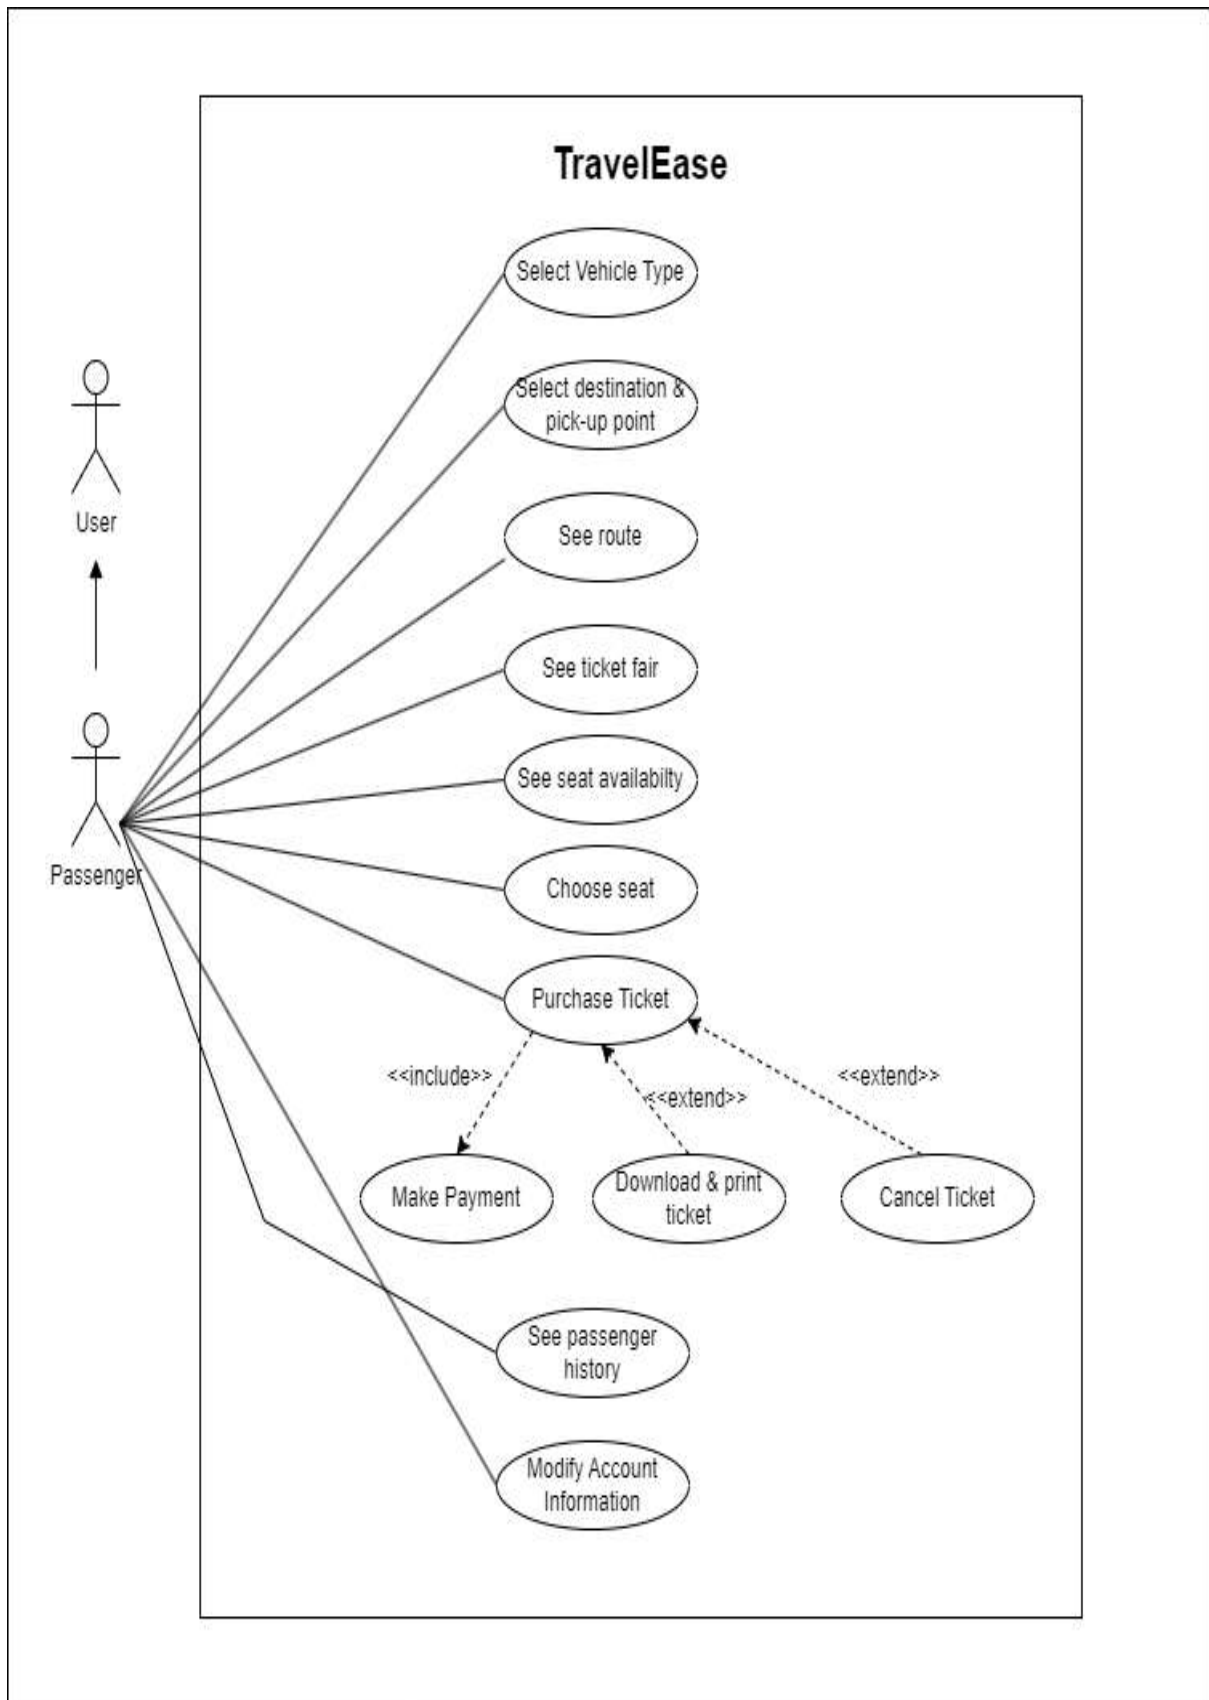 TravelEase
Select Vehicle Type
Select destination &
pick-up point
User
See route
See ticket fair
See seat availabilty
Passenger
Choose seat
Purchase Ticket
<<include>>
<<extend>>
<<extend>>
Make Payment
Download & print
ticket
Cancel Ticket
See passenger
history
Modify Account
Information